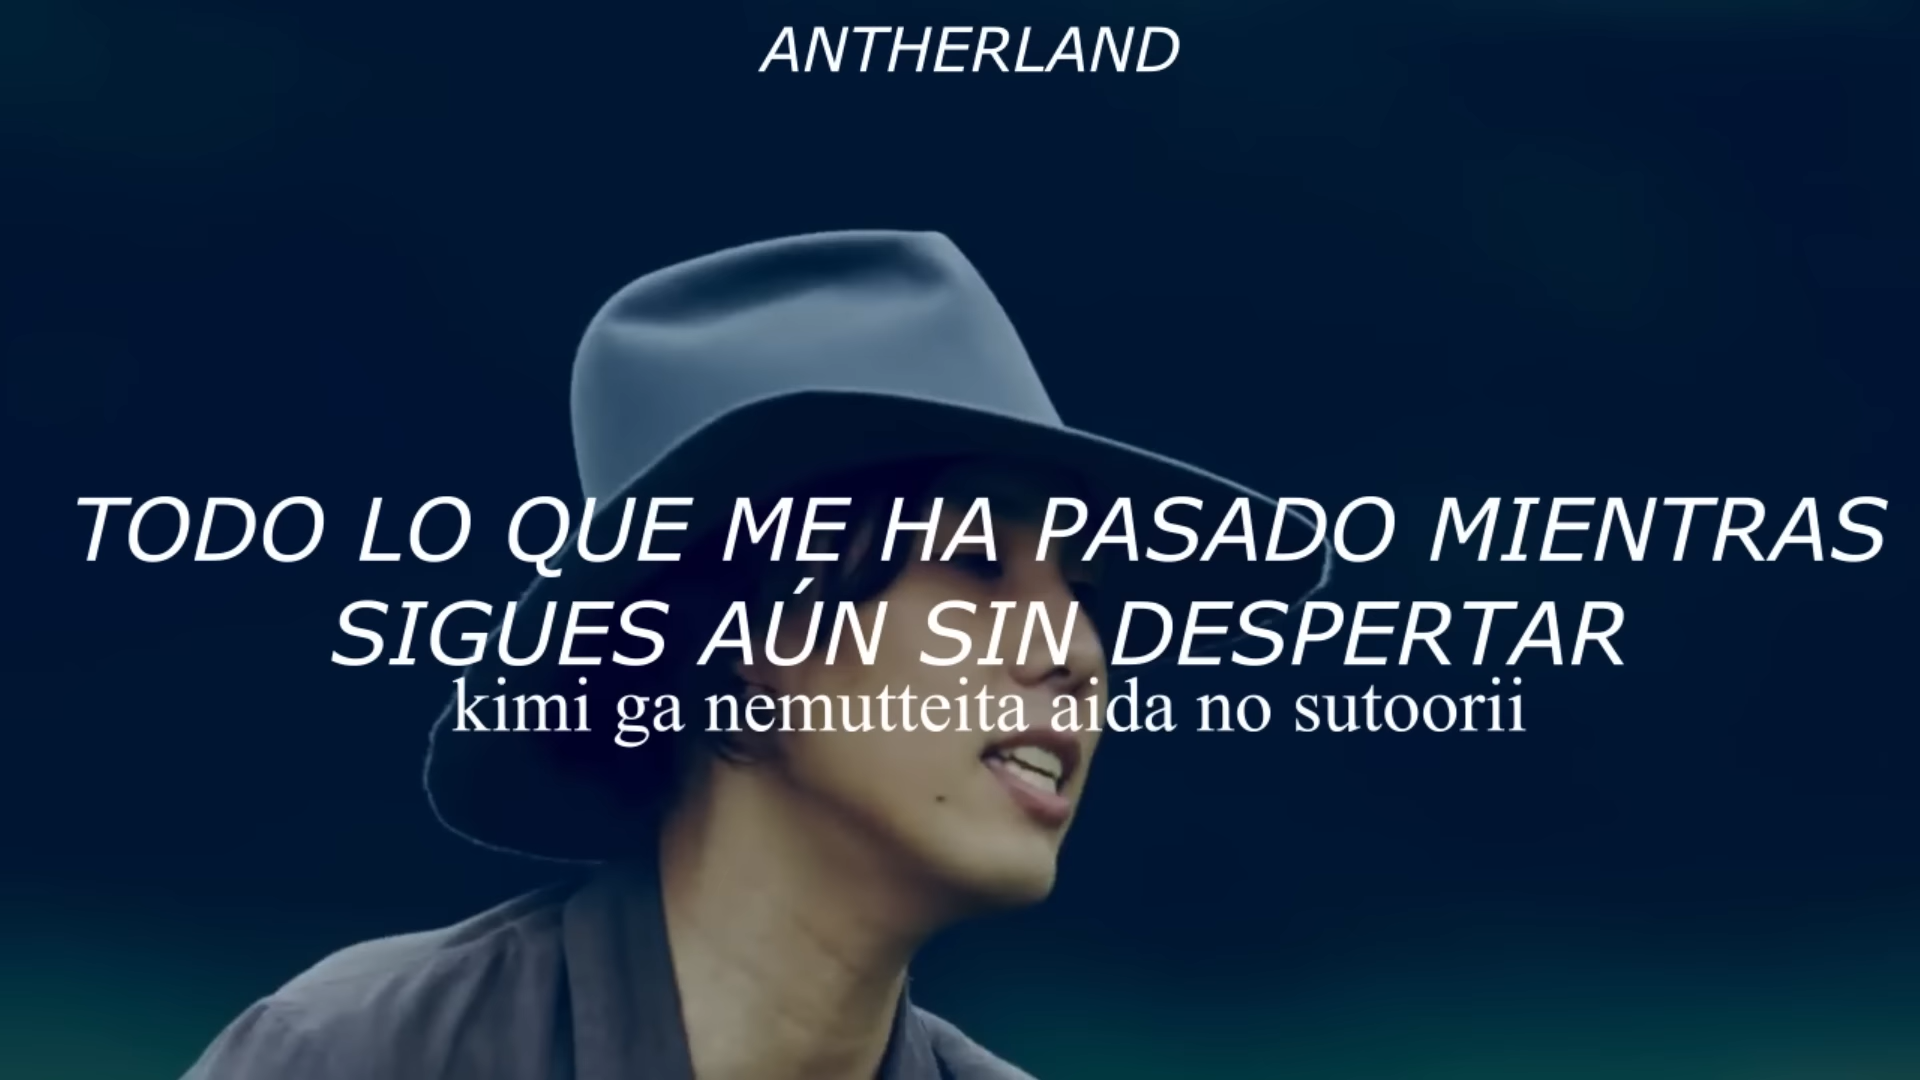 ANTHERLAND
TODO LO QUE ME HA PASADO MIENTRAS
SIGUES AÚN SIN DESPERTAR
kimi ga nemutteita aida no sutoorii